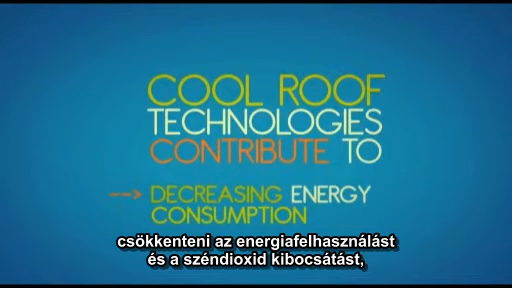 COOL ROOF
TECHNOLOGIES
CONTRIBUTE TO
---> DECREASING ENERGY
CONSUMPTION
csökkenteni az energiafelhasználást
és a széndioxid kibocsátást,